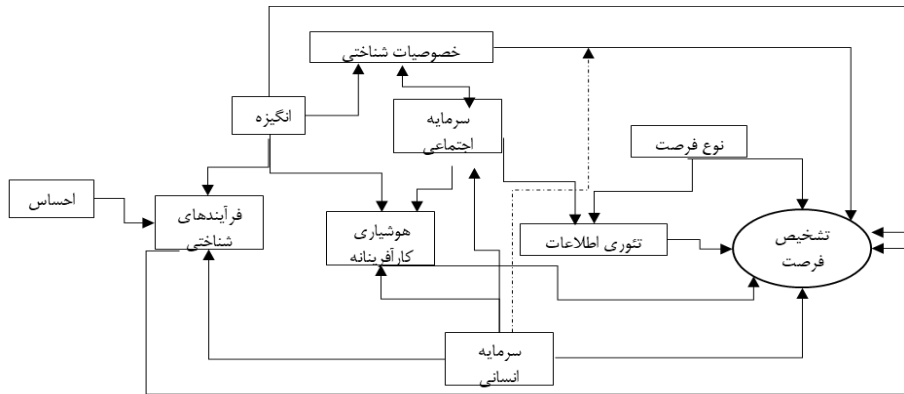 خصوصیات شناختی
انگیزه
سرمایه
اجتماعی
نوع فرصت
احساس
فرآیندهای
شناختی
هوشیاری
کارآفرینانه
تئوری اطلاعات
تشخیص
فرصت
سرمایه
انسانی